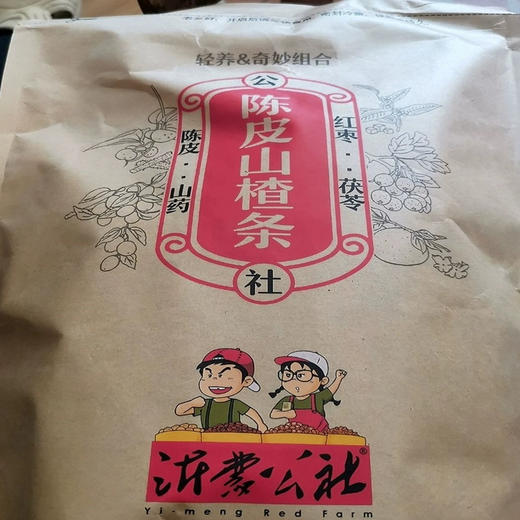 轻养&奇妙组合
公
陈皮山楂条
社
陈皮··山药
红枣··茯苓
沂蒙公社®
Yi-meng Red Farm